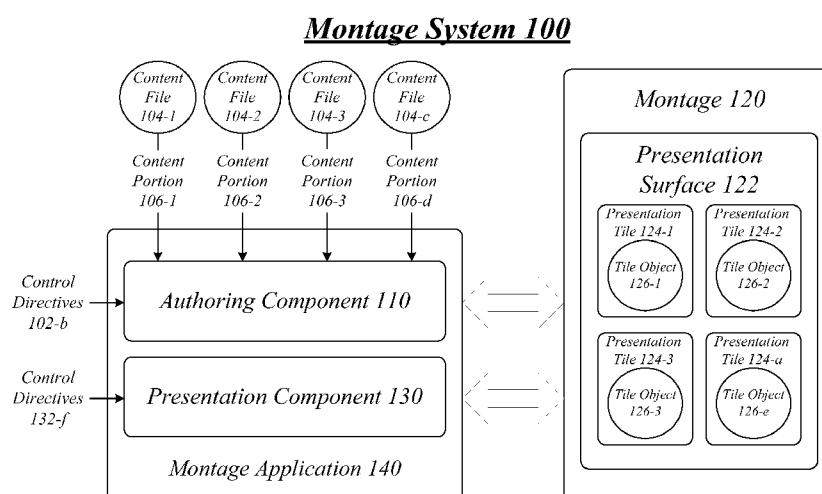 Montage System 100
Content
File
104-1
Content
File
104-2
Content
File
104-3
Content
File
104-c
Content
Portion
106-1
Content
Portion
106-2
Content
Portion
106-3
Content
Portion
106-d
Control
Directives
102-b
Authoring Component 110
Control
Directives
132-f
Presentation Component 130
Montage Application 140
Montage 120
Presentation
Surface 122
Presentation
Tile 124-1
Tile Object
126-1
Presentation
Tile 124-2
Tile Object
126-2
Presentation
Tile 124-3
Tile Object
126-3
Presentation
Tile 124-a
Tile Object
126-e